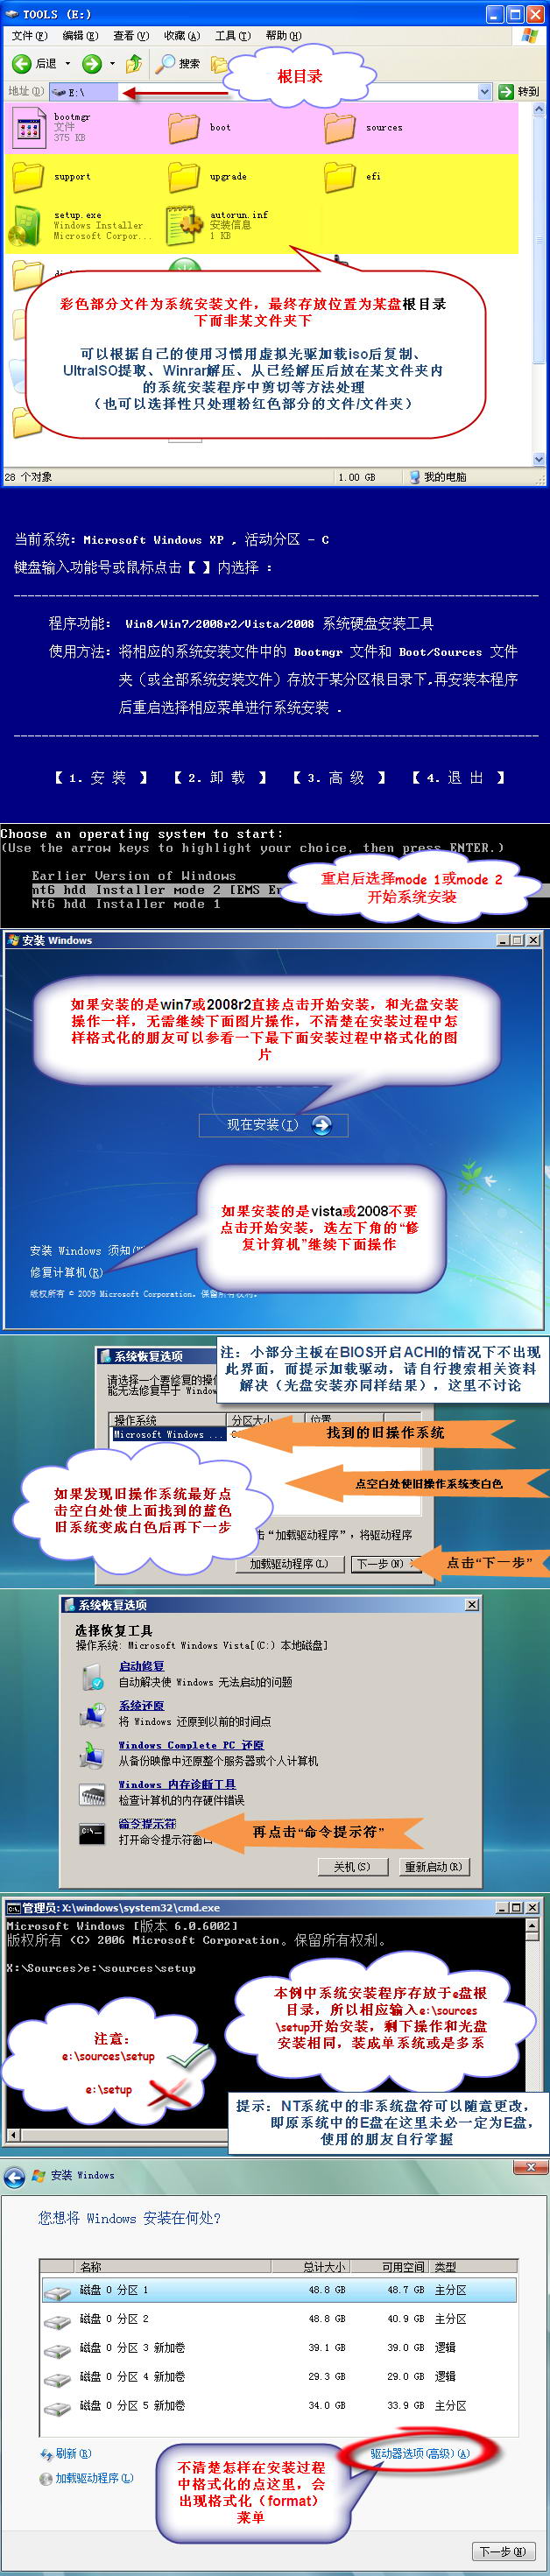 TOOLS (E:)
文件(F) 编辑(E) 查看(V) 收藏(A) 工具(T) 帮助(H)
后退 搜索
根目录
地址(D) E:\ 转到
bootmgr
文件
375 KB
boot
sources
support
upgrade
efi
setup.exe
Windows Installer
Microsoft Corpor...
autorun.inf
安装信息
1 KB
彩色部分文件为系统安装文件，最终存放位置为某盘根目录
下而非某文件夹下
可以根据自己的使用习惯用虚拟光驱加载iso后复制、
UltraISO提取、Winrar解压、从已经解压后放在某文件夹内
的系统安装程序中剪切等方法处理
（也可以选择性只处理粉红色部分的文件/文件夹）
28 个对象 1.00 GB 我的电脑
当前系统: Microsoft Windows XP , 活动分区 - C
键盘输入功能号或鼠标点击【 】内选择 :
程序功能: Win8/Win7/2008r2/Vista/2008 系统硬盘安装工具
使用方法: 将相应的系统安装文件中的 Bootmgr 文件和 Boot/Sources 文件
夹（或全部系统安装文件）存放于某分区根目录下,再安装本程序
后重启选择相应菜单进行系统安装 .
【 1. 安 装 】 【 2. 卸 载 】 【 3. 高 级 】 【 4. 退 出 】
Choose an operating system to start:
(Use the arrow keys to highlight your choice, then press ENTER.)
Earlier Version of Windows
nt6 hdd Installer mode 2 [EMS En
NT6 hdd Installer mode 1
重启后选择mode 1或mode 2
开始系统安装
安装 Windows
如果安装的是win7或2008r2直接点击开始安装，和光盘安装
操作一样，无需继续下面图片操作，不清楚在安装过程中怎
样格式化的朋友可以参看一下最下面安装过程中格式化的图
片
现在安装(I)
如果安装的是vista或2008不要
点击开始安装，选左下角的“修
复计算机”继续下面操作
安装 Windows 须知(W
修复计算机(R)
版权所有 © 2009 Microsoft Corporation。保留所有权利。
注：小部分主板在BIOS开启ACHI的情况下不出现
此界面，而提示加载驱动，请自行搜索相关资料
解决（光盘安装亦同样结果），这里不讨论
系统恢复选项
请选择一个要修复的操
能无法修复早于 Window
操作系统 分区大小 位置
Microsoft Windows ...
找到的旧操作系统
点空白处使旧操作系统变白色
如果发现旧操作系统最好点
击空白处使上面找到的蓝色
旧系统变成白色后再下一步
击“加载驱动程序”，将驱动程序
加载驱动程序(L) 下一步(N) >
点击“下一步”
系统恢复选项
选择恢复工具
操作系统: Microsoft Windows Vista[(C:) 本地磁盘]
启动修复
自动解决使 Windows 无法启动的问题
系统还原
将 Windows 还原到以前的时间点
Windows Complete PC 还原
从备份映像中还原整个服务器或个人计算机
Windows 内存诊断工具
检查计算机的内存硬件错误
命令提示符
打开命令提示符窗口
再点击“命令提示符”
关机(S) 重新启动(R)
管理员: X:\windows\system32\cmd.exe
Microsoft Windows [版本 6.0.6002]
版权所有 (C) 2006 Microsoft Corporation。保留所有权利。
X:\Sources>e:\sources\setup
本例中系统安装程序存放于e盘根
目录，所以相应输入e:\sources
\setup开始安装，剩下操作和光盘
安装相同，装成单系统或是多系
注意：
e:\sources\setup
e:\setup
提示：NT系统中的非系统盘符可以随意更改，
即原系统中的E盘在这里未必一定为E盘，
使用的朋友自行掌握
安装 Windows
您想将 Windows 安装在何处?
名称 总计大小 可用空间 类型
磁盘 0 分区 1 48.8 GB 48.7 GB 主分区
磁盘 0 分区 2 48.8 GB 40.9 GB 主分区
磁盘 0 分区 3 新加卷 39.1 GB 39.0 GB 逻辑
磁盘 0 分区 4 新加卷 29.3 GB 29.0 GB 逻辑
磁盘 0 分区 5 新加卷 34.0 GB 33.9 GB 主分区
刷新(R) 驱动器选项(高级)(A)
加载驱动程序(L)
不清楚怎样在安装过程
中格式化的点这里，会
出现格式化（format）
菜单
下一步(N)